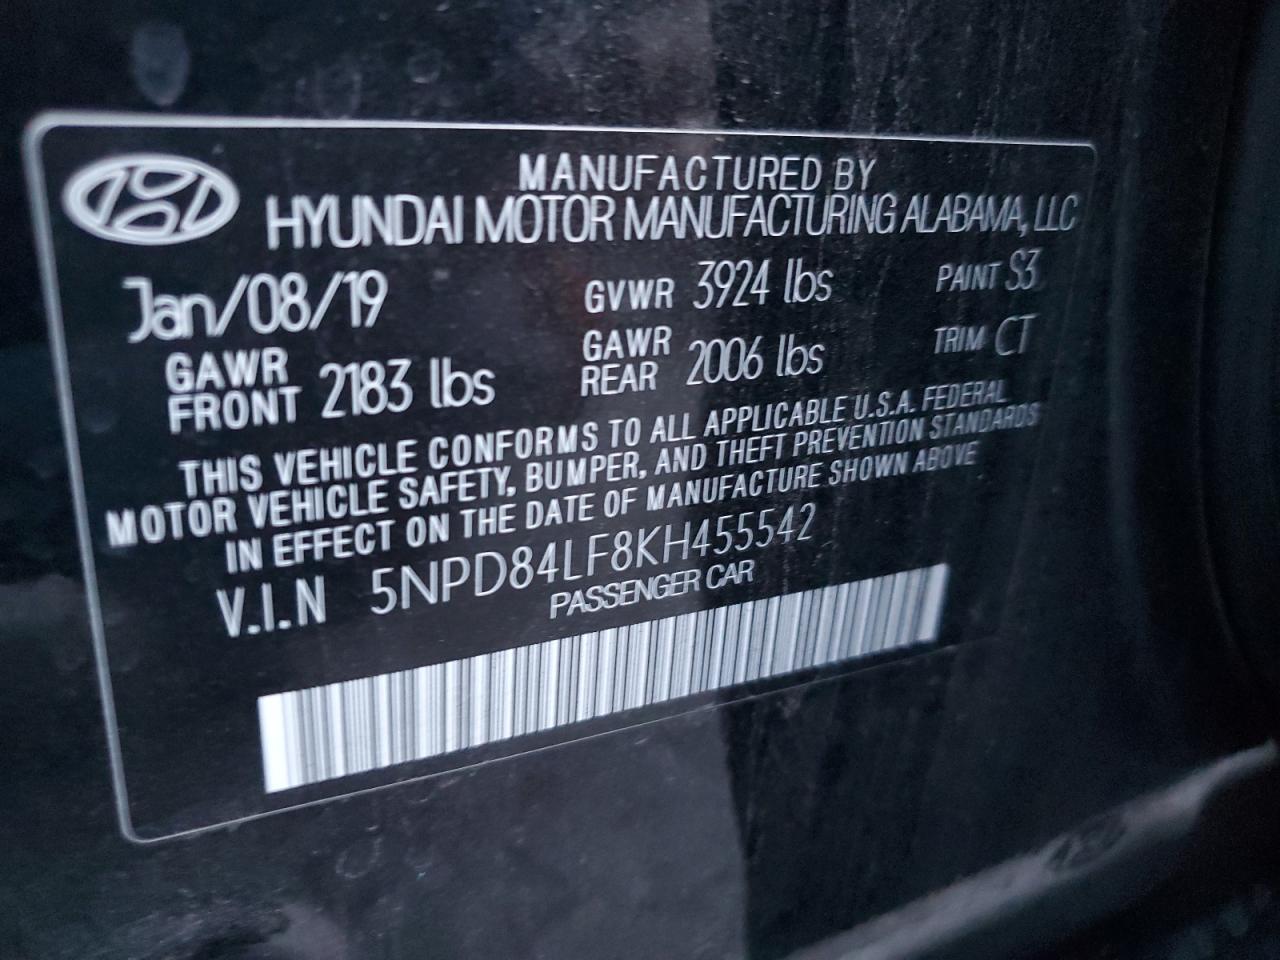 MANUFACTURED BY
HYUNDAI MOTOR MANUFACTURING ALABAMA, LLC
Jan/08/19 GVWR 3924 lbs PAINT S3
GAWR FRONT 2183 lbs GAWR REAR 2006 lbs TRIM CT
THIS VEHICLE CONFORMS TO ALL APPLICABLE U.S.A. FEDERAL
MOTOR VEHICLE SAFETY, BUMPER, AND THEFT PREVENTION STANDARDS
IN EFFECT ON THE DATE OF MANUFACTURE SHOWN ABOVE
V.I.N 5NPD84LF8KH455542
PASSENGER CAR